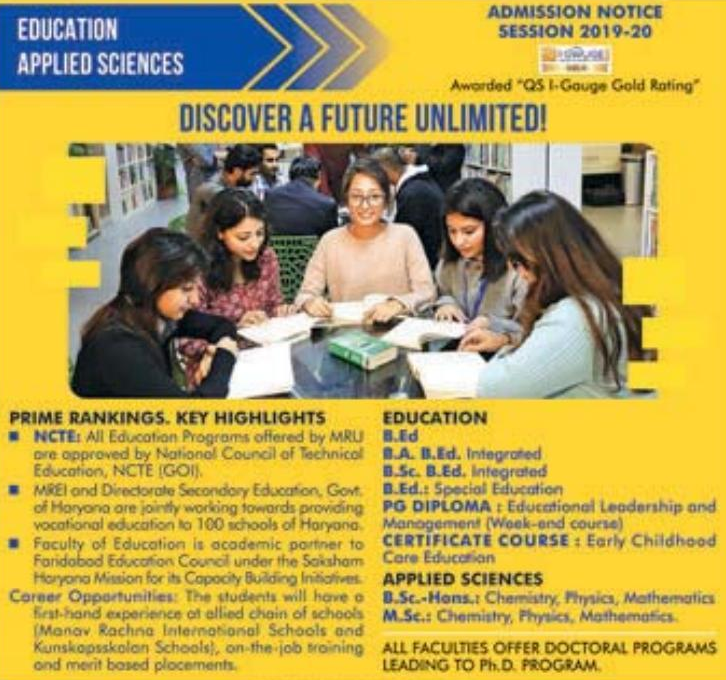 EDUCATION
APPLIED SCIENCES
ADMISSION NOTICE
SESSION 2019-20
Awarded "QS I-Gauge Gold Rating"
DISCOVER A FUTURE UNLIMITED!
PRIME RANKINGS. KEY HIGHLIGHTS
■ NCTE: All Education Programs offered by MRU
are approved by National Council of Technical
Education, NCTE (GOI).
■ MREI and Directorate Secondary Education, Govt.
of Haryana are jointly working towards providing
vocational education to 100 schools of Haryana.
■ Faculty of Education is academic partner to
Faridabad Education Council under the Saksham
Haryana Mission for its Capacity Building Initiatives.
Career Opportunities: The students will have a
first-hand experience at allied chain of schools
(Manav Rachna International Schools and
Kunskapsskolan Schools), on-the-job training
and merit based placements.
EDUCATION
B.Ed
B.A. B.Ed. Integrated
B.Sc. B.Ed. Integrated
B.Ed.: Special Education
PG DIPLOMA : Educational Leadership and
Management (Week-end course)
CERTIFICATE COURSE : Early Childhood
Care Education
APPLIED SCIENCES
B.Sc.-Hons.: Chemistry, Physics, Mathematics
M.Sc.: Chemistry, Physics, Mathematics.
ALL FACULTIES OFFER DOCTORAL PROGRAMS
LEADING TO Ph.D. PROGRAM.